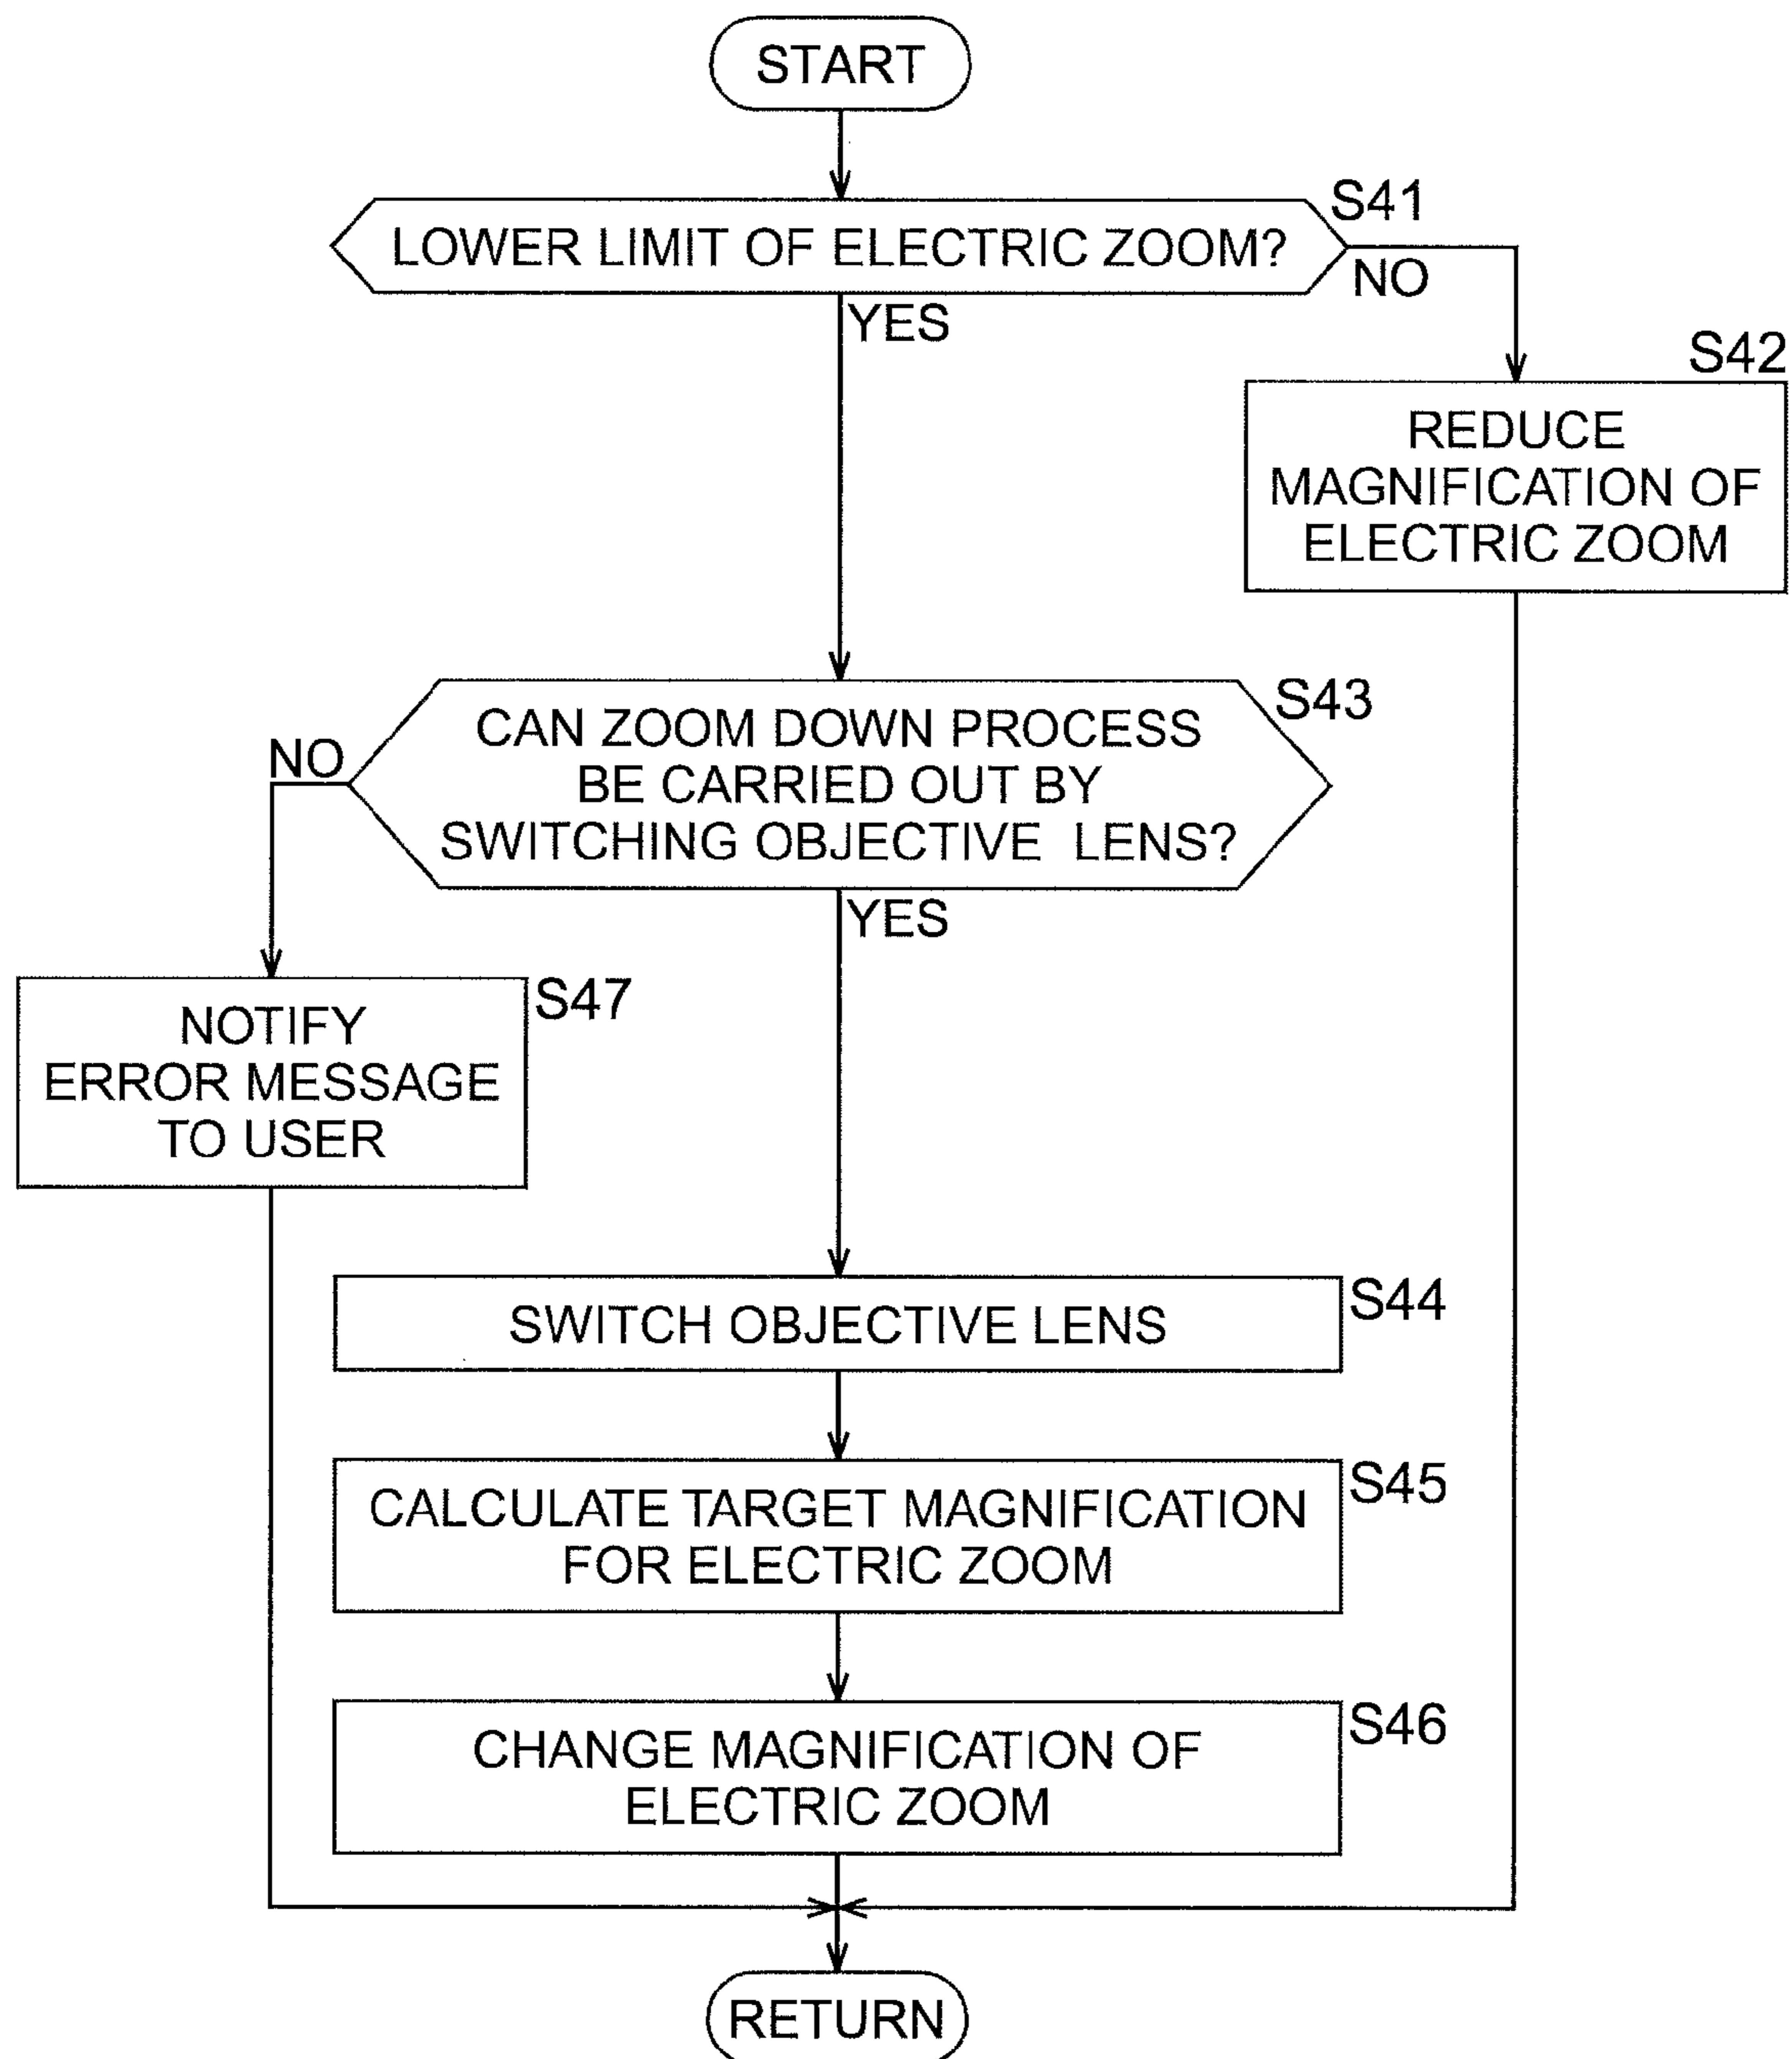 START
S41
LOWER LIMIT OF ELECTRIC ZOOM?
NO
YES
S42
REDUCE
MAGNIFICATION OF
ELECTRIC ZOOM
S43
CAN ZOOM DOWN PROCESS
BE CARRIED OUT BY
SWITCHING OBJECTIVE LENS?
NO
YES
S47
NOTIFY
ERROR MESSAGE
TO USER
S44
SWITCH OBJECTIVE LENS
S45
CALCULATE TARGET MAGNIFICATION
FOR ELECTRIC ZOOM
S46
CHANGE MAGNIFICATION OF
ELECTRIC ZOOM
RETURN